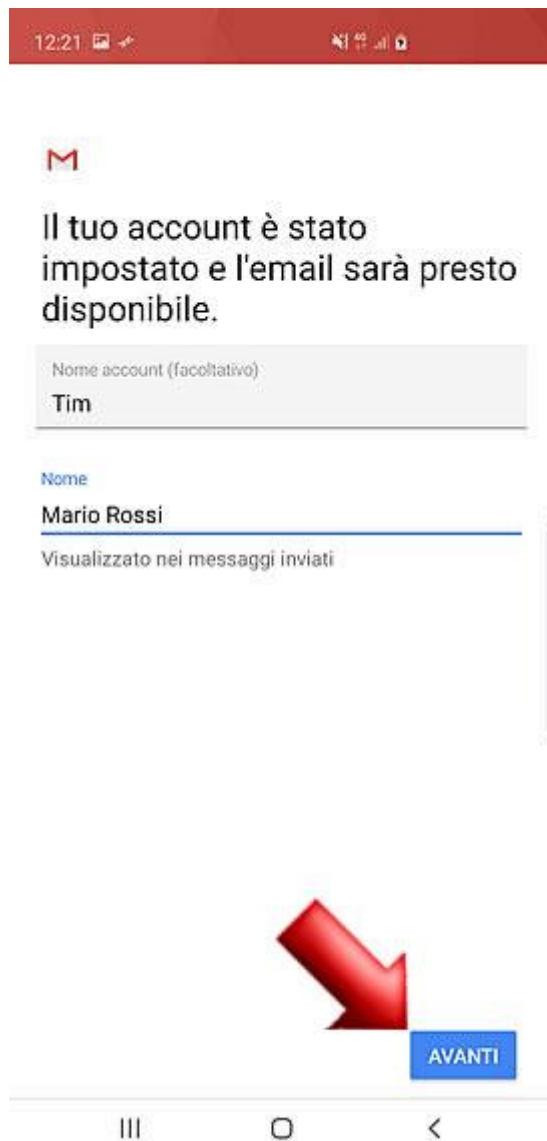 12:21
4G
Il tuo account è stato
impostato e l'email sarà presto
disponibile.
Nome account (facoltativo)
Tim
Nome
Mario Rossi
Visualizzato nei messaggi inviati
AVANTI